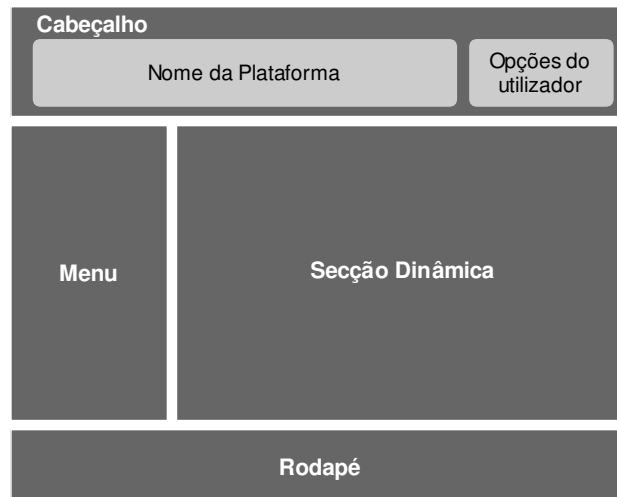 Cabeçalho
Nome da Plataforma
Opções do
utilizador
Menu
Secção Dinâmica
Rodapé